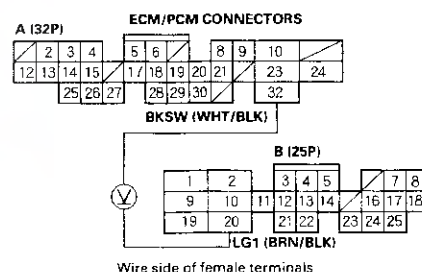 ECM/PCM CONNECTORS
A (32P)
2 3 4 5 6 8 9 10
12 13 14 15 17 18 19 20 21 23 24
25 26 27 28 29 30 32
BKSW (WHT/BLK)
V
B (25P)
1 2 3 4 5 7 8
9 10 11 12 13 14 16 17 18
19 20 21 22 23 24 25
LG1 (BRN/BLK)
Wire side of female terminals